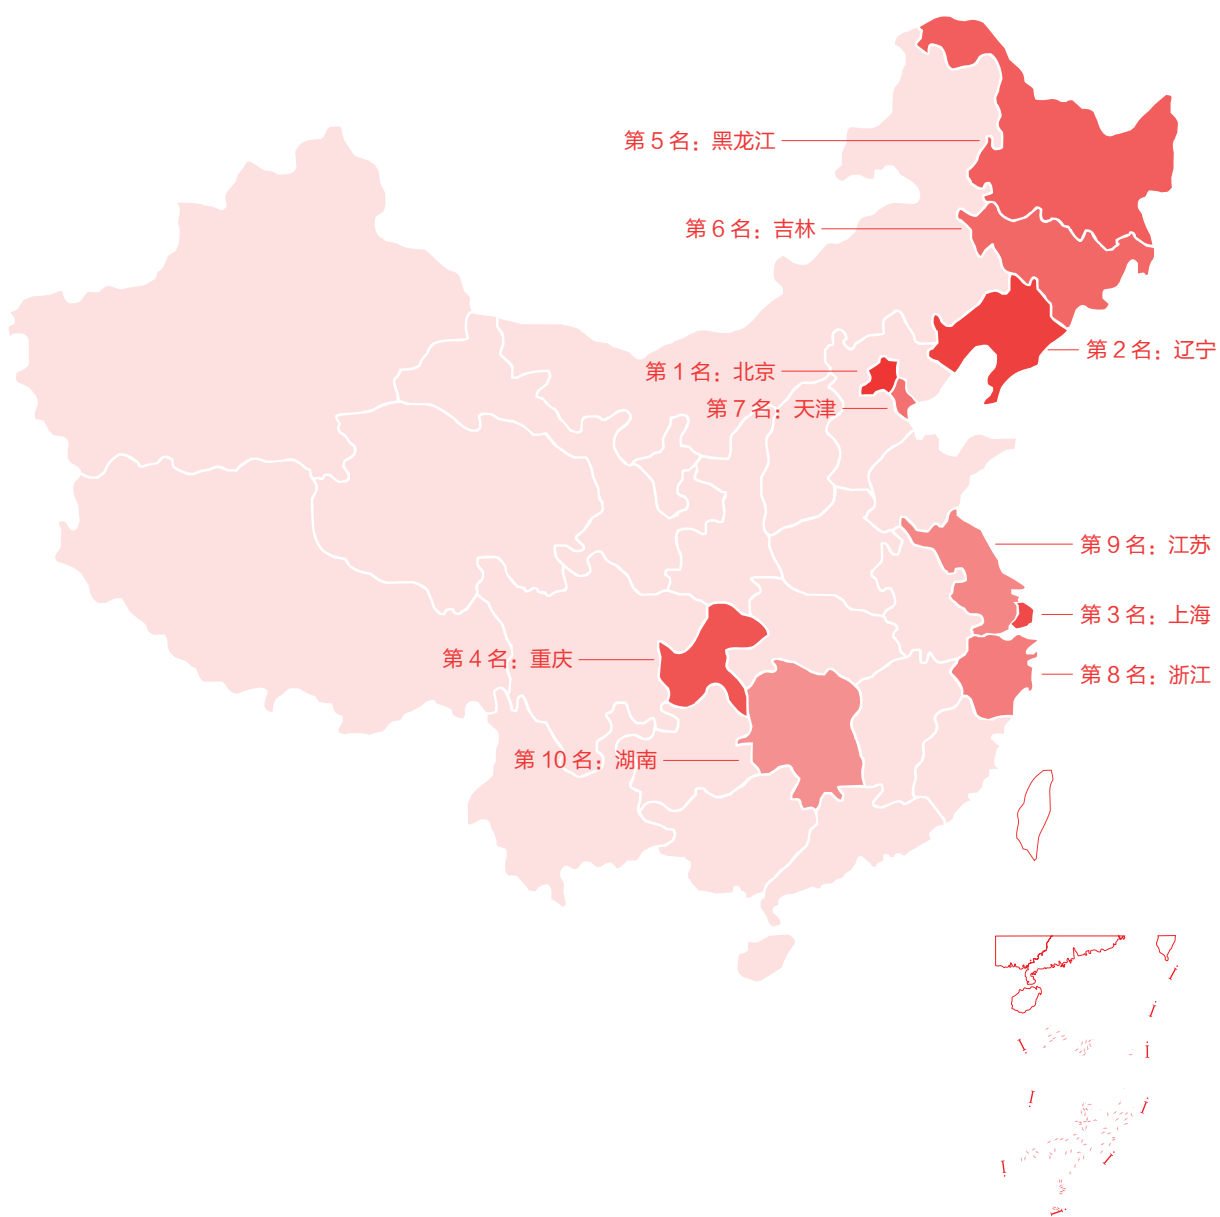 第 5 名：黑龙江
第 6 名：吉林
第 2 名：辽宁
第 1 名：北京
第 7 名：天津
第 9 名：江苏
第 3 名：上海
第 4 名：重庆
第 8 名：浙江
第 10 名：湖南